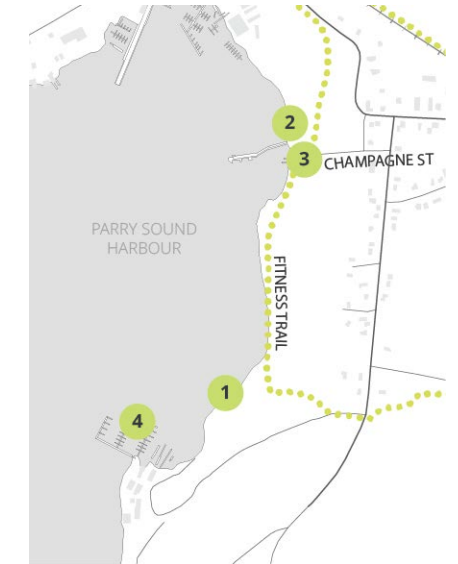 2
3
CHAMPAGNE ST
PARRY SOUND
HARBOUR
FITNESS TRAIL
1
4